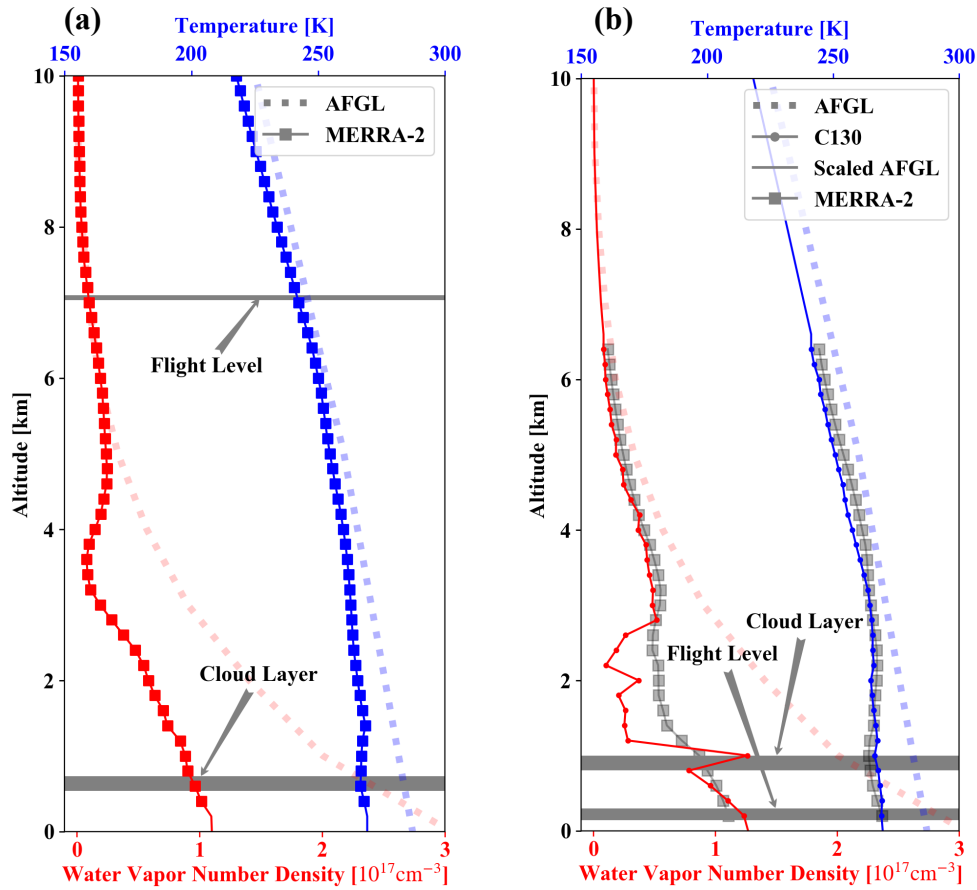 (a)
Temperature [K]
150 200 250 300
10
8
6
4
2
0
Altitude [km]
AFGL
MERRA-2
Flight Level
Cloud Layer
0 1 2 3
Water Vapor Number Density [10¹⁷cm⁻³]
(b)
Temperature [K]
150 200 250 300
10
8
6
4
2
0
Altitude [km]
AFGL
C130
Scaled AFGL
MERRA-2
Cloud Layer
Flight Level
0 1 2 3
Water Vapor Number Density [10¹⁷cm⁻³]